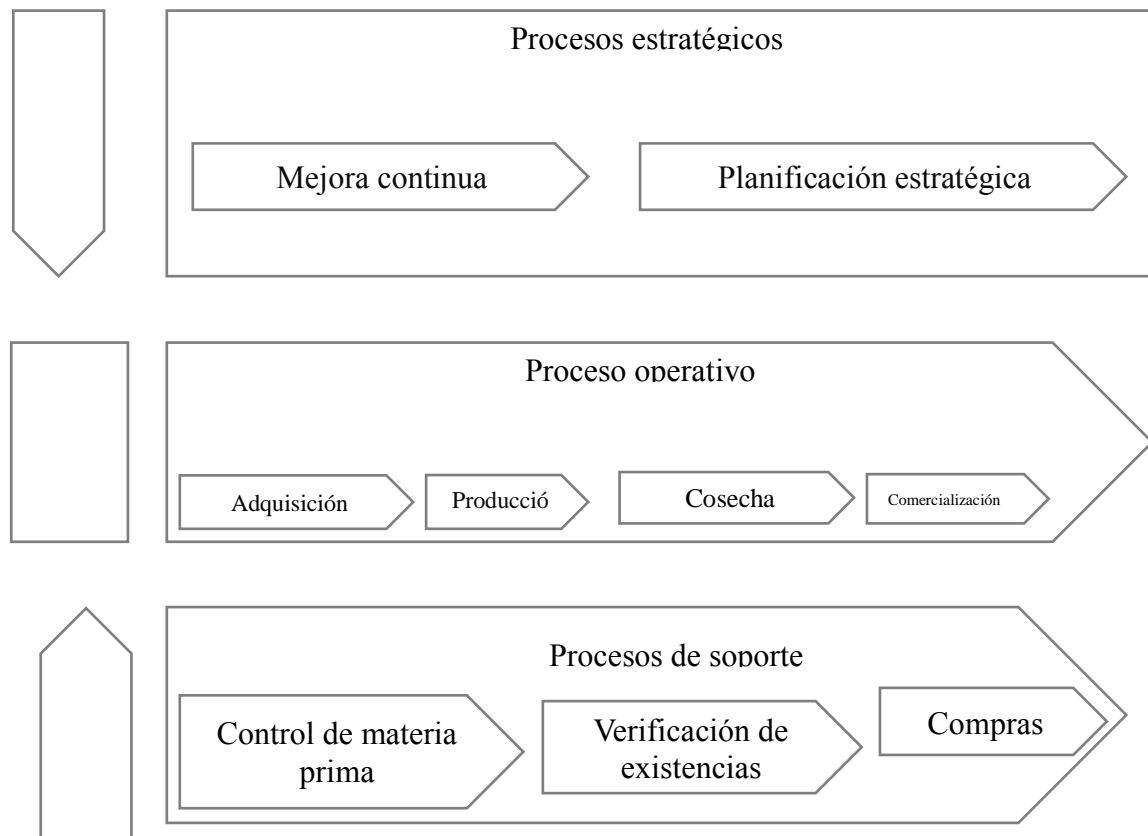 Procesos estratégicos
Mejora continua
Planificación estratégica
Proceso operativo
Adquisición
Producció
Cosecha
Comercialización
Procesos de soporte
Control de materia
prima
Verificación de
existencias
Compras